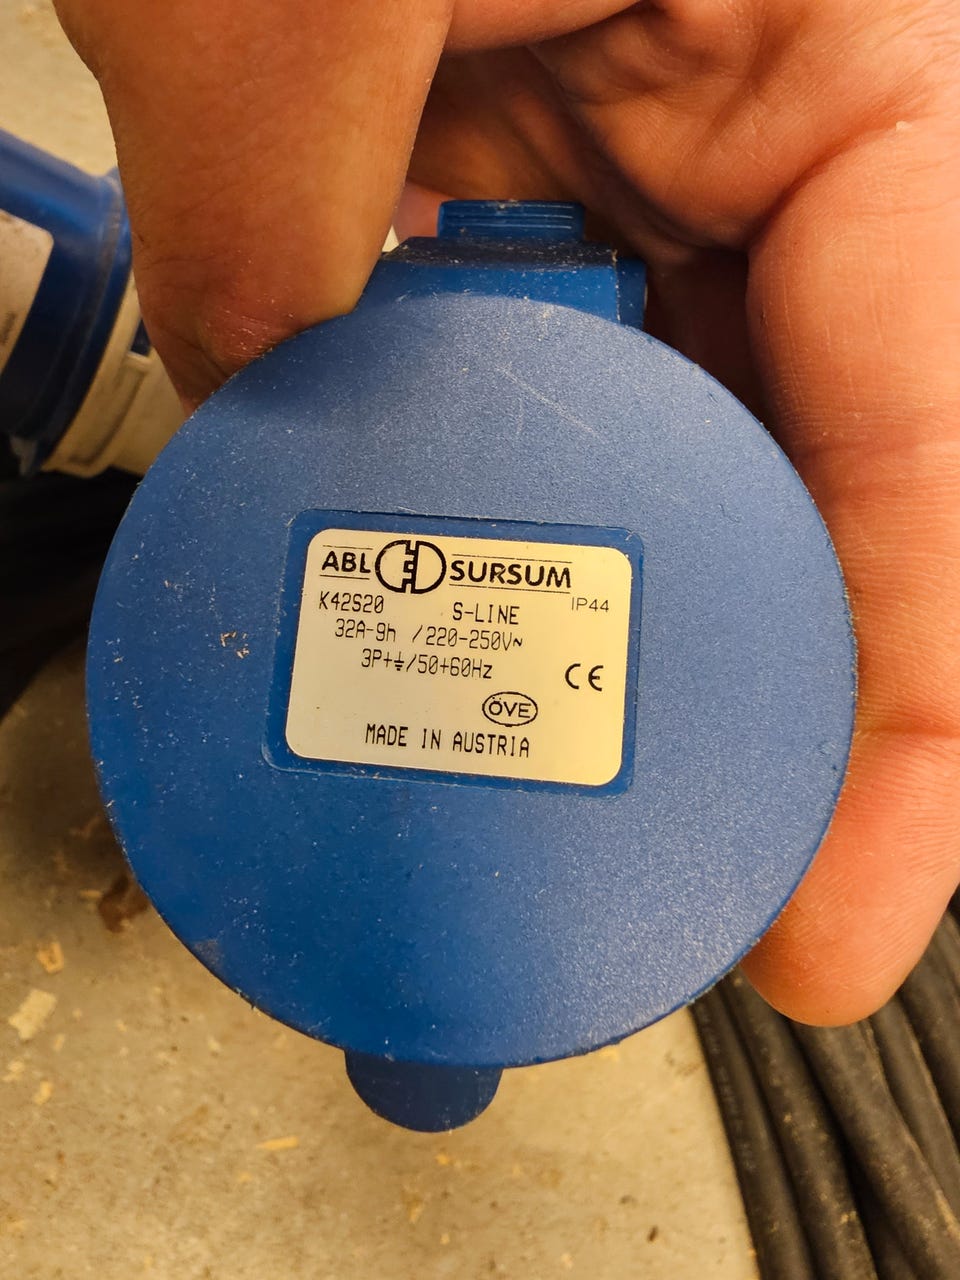 ABL SURSUM
K42S20 S-LINE IP44
32A-9h /220-250V~
3P+⏚/50+60Hz
CE
ÖVE
MADE IN AUSTRIA